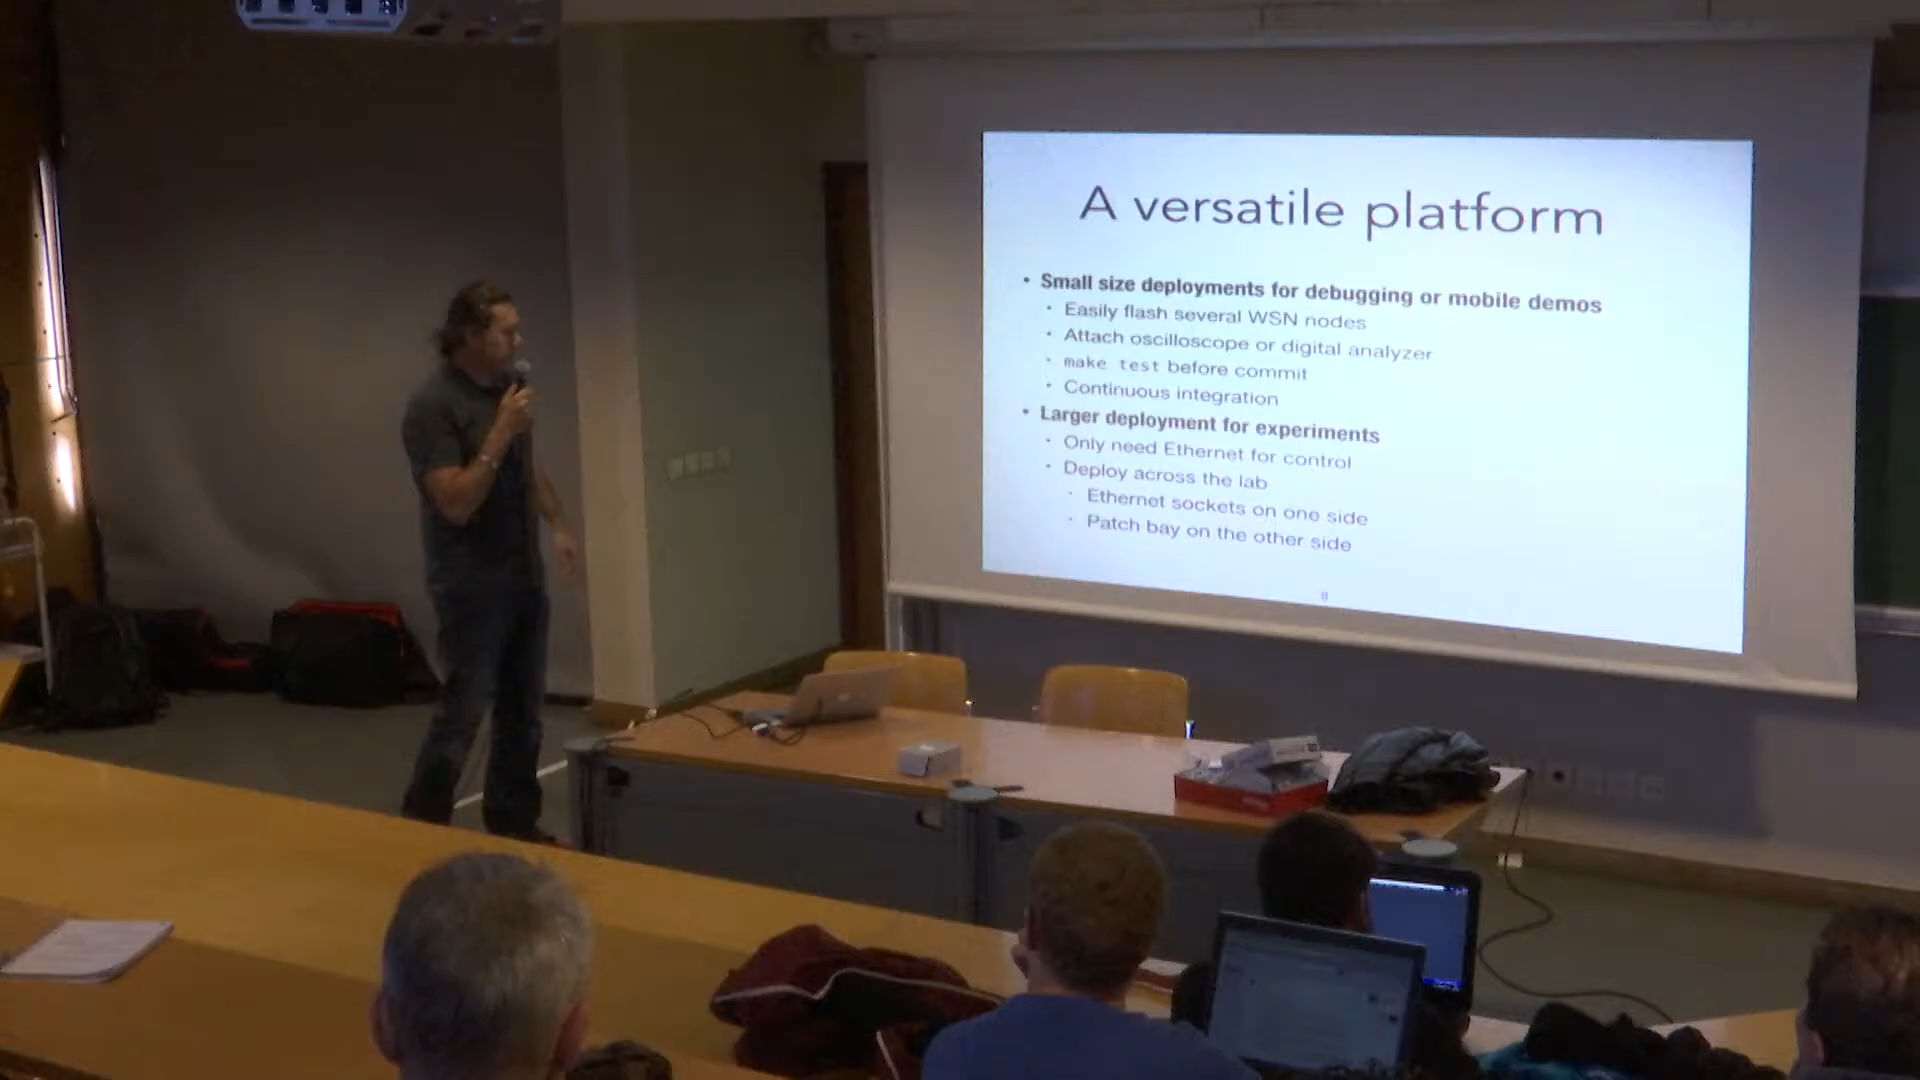 A versatile platform
• Small size deployments for debugging or mobile demos
• Easily flash several WSN nodes
• Attach oscilloscope or digital analyzer
• make test before commit
• Continuous integration
• Larger deployment for experiments
• Only need Ethernet for control
• Deploy across the lab
• Ethernet sockets on one side
• Patch bay on the other side